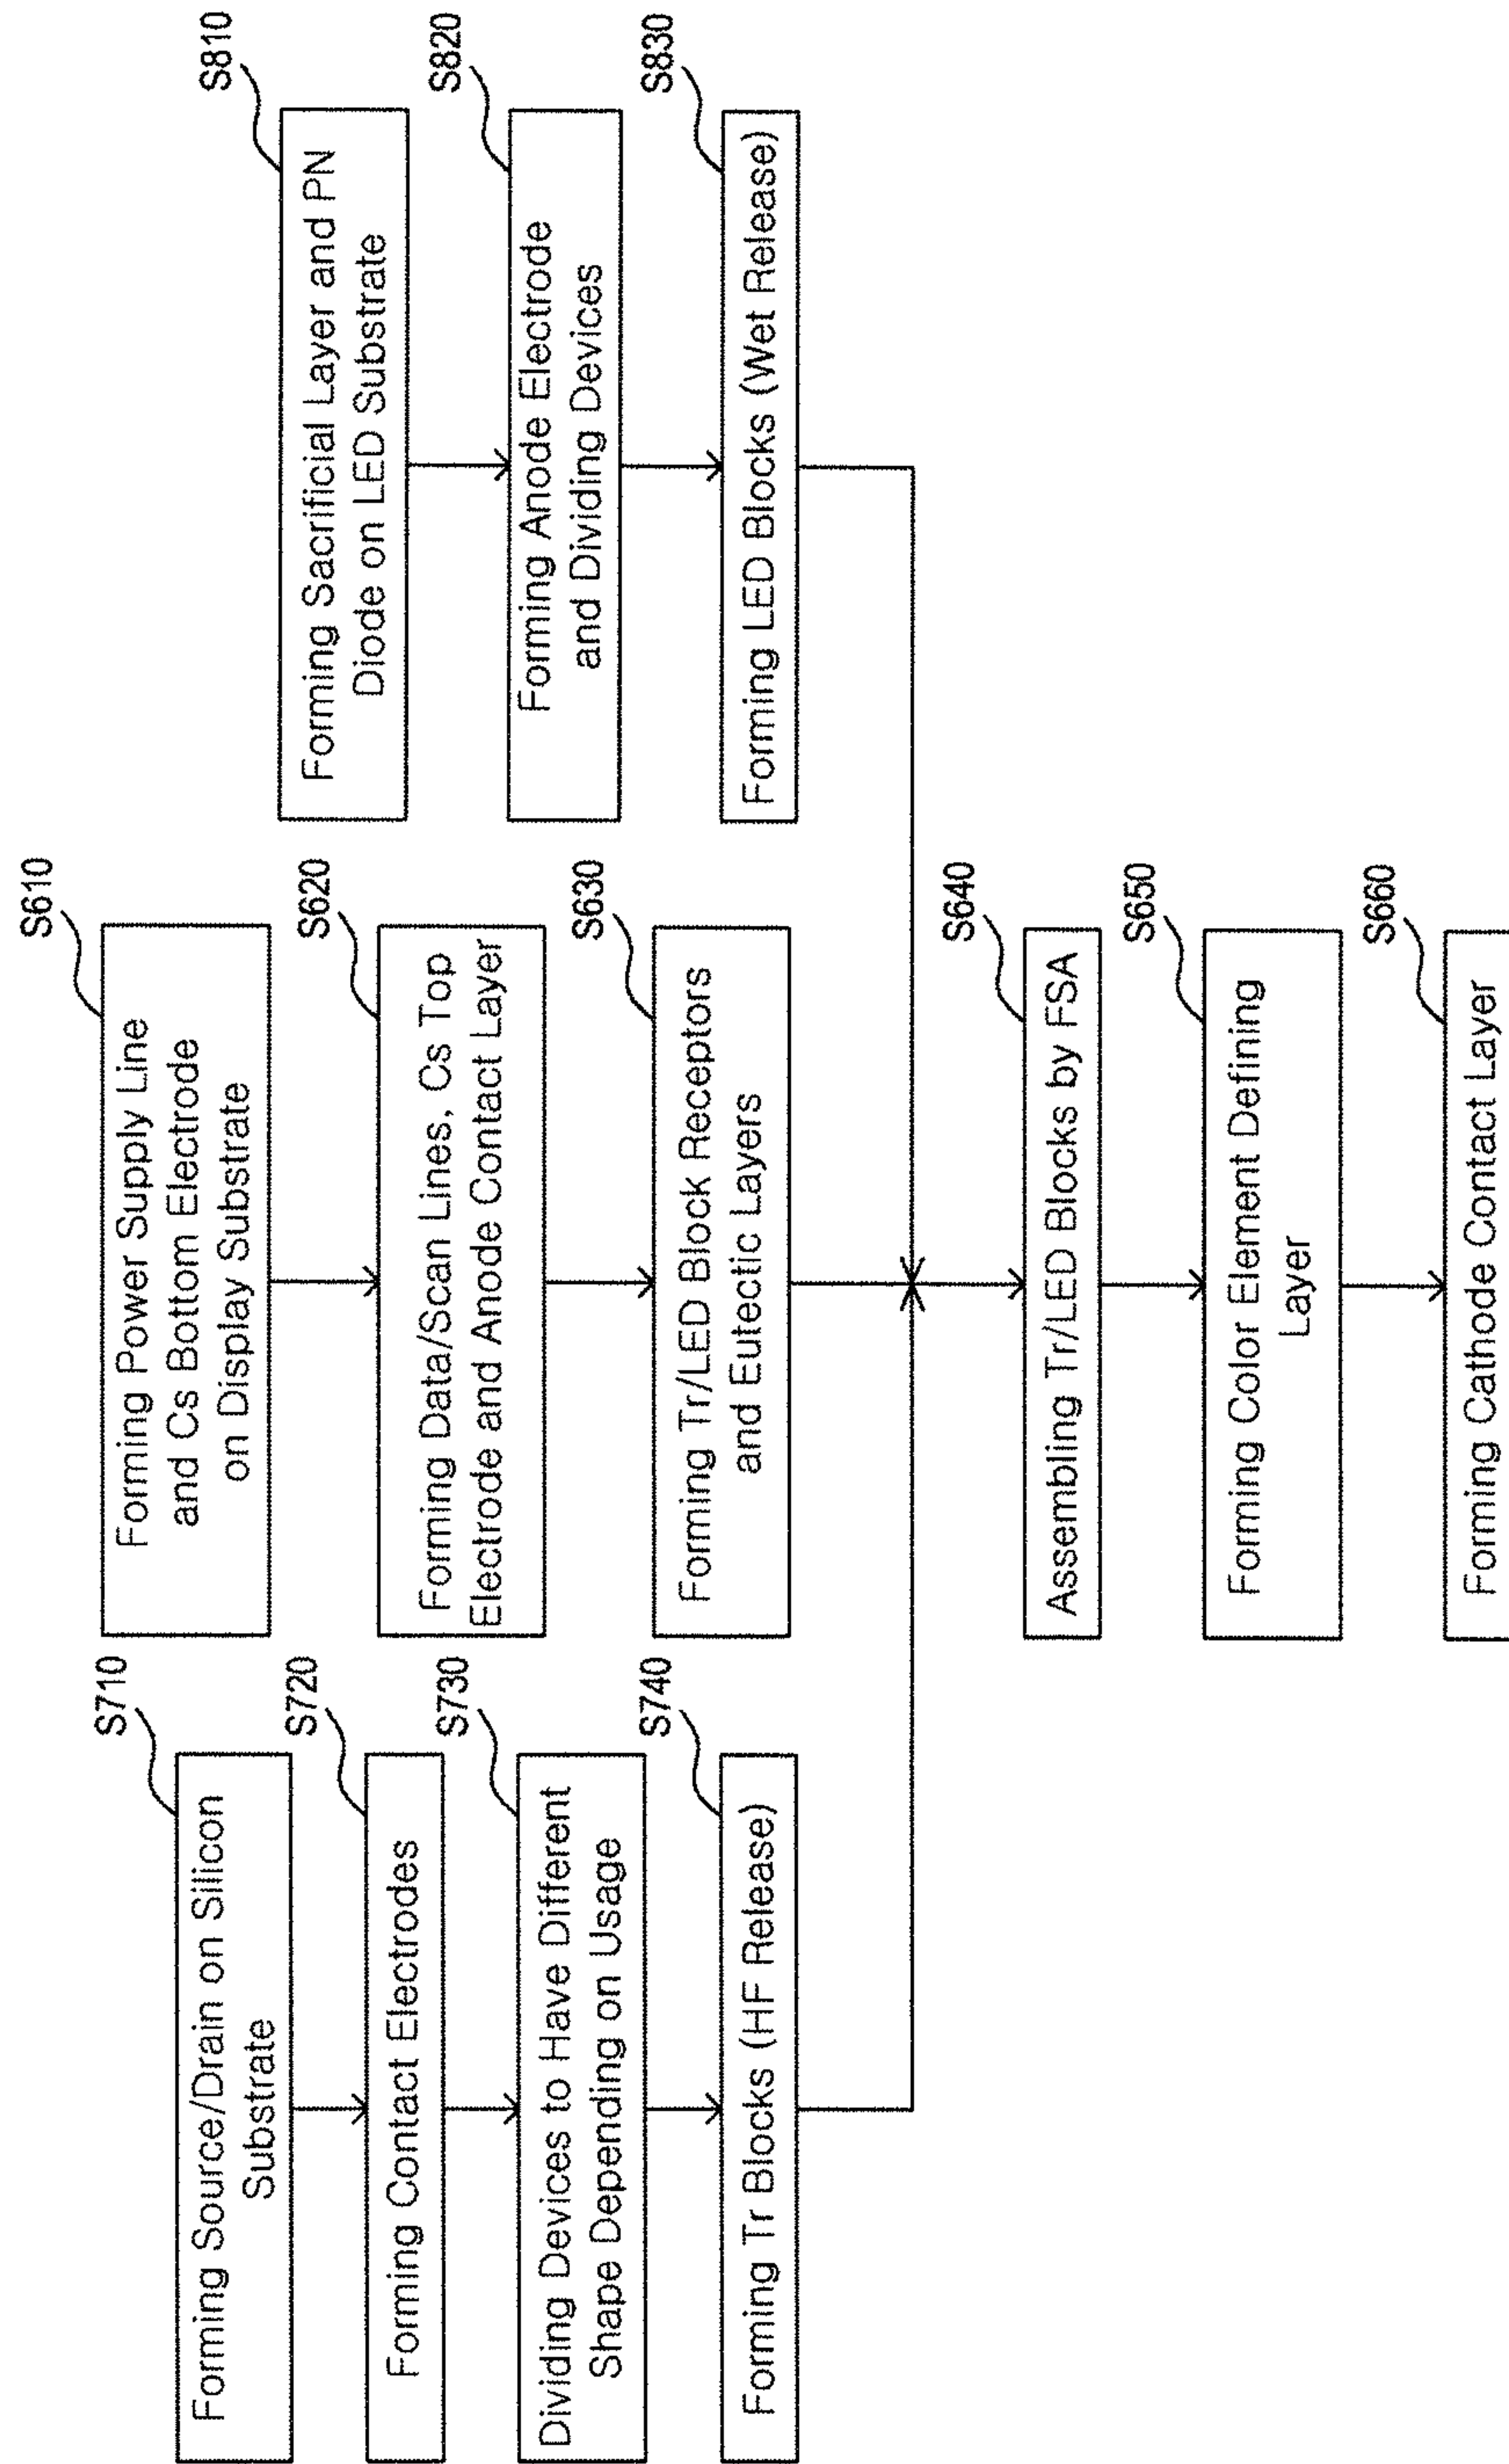 S710
Forming Source/Drain on Silicon
Substrate
S720
Forming Contact Electrodes
S730
Dividing Devices to Have Different
Shape Depending on Usage
S740
Forming Tr Blocks (HF Release)
S610
Forming Power Supply Line
and Cs Bottom Electrode
on Display Substrate
S620
Forming Data/Scan Lines, Cs Top
Electrode and Anode Contact Layer
S630
Forming Tr/LED Block Receptors
and Eutectic Layers
S810
Forming Sacrificial Layer and PN
Diode on LED Substrate
S820
Forming Anode Electrode
and Dividing Devices
S830
Forming LED Blocks (Wet Release)
S640
Assembling Tr/LED Blocks by FSA
S650
Forming Color Element Defining
Layer
S660
Forming Cathode Contact Layer